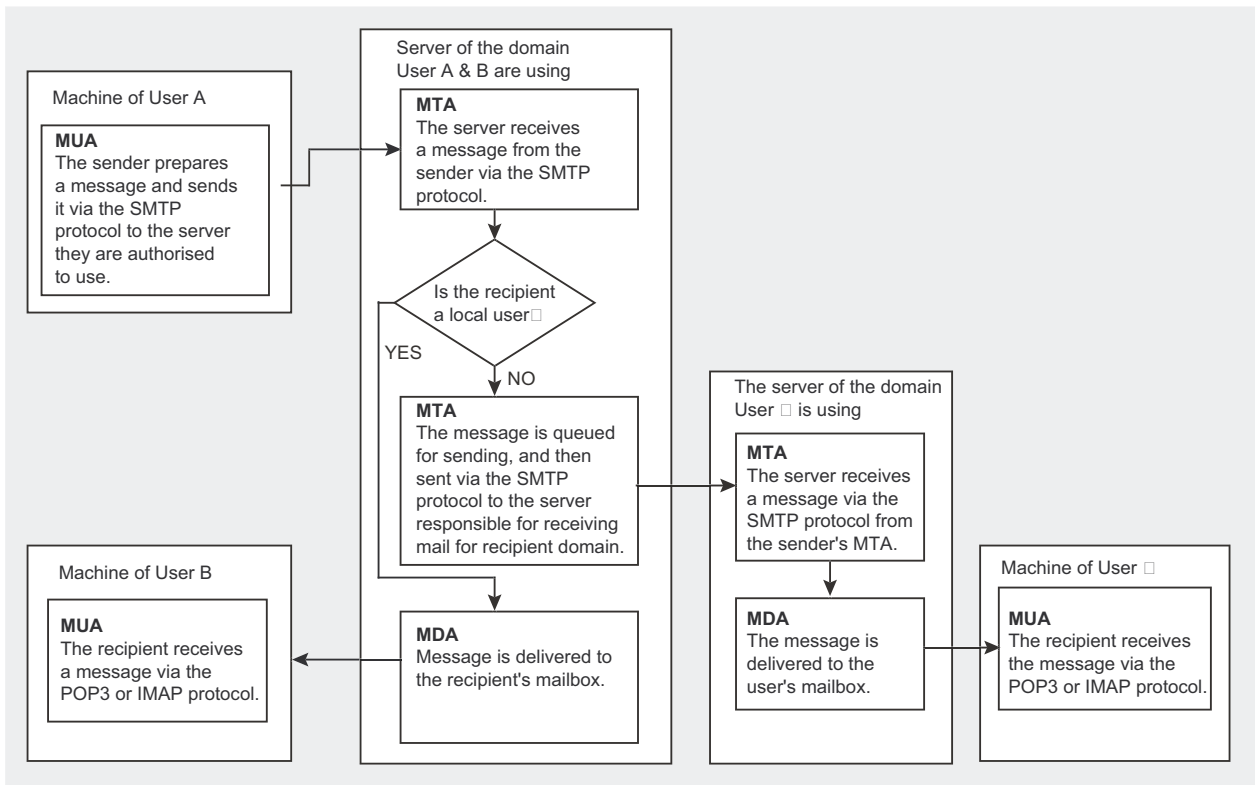 Machine of User A
MUA
The sender prepares
a message and sends
it via the SMTP
protocol to the server
they are authorised
to use.
Server of the domain
User A & B are using
MTA
The server receives
a message from the
sender via the SMTP
protocol.
Is the recipient
a local user□
YES
NO
MTA
The message is queued
for sending, and then
sent via the SMTP
protocol to the server
responsible for receiving
mail for recipient domain.
MDA
Message is delivered to
the recipient's mailbox.
Machine of User B
MUA
The recipient receives
a message via the
POP3 or IMAP protocol.
The server of the domain
User □ is using
MTA
The server receives
a message via the
SMTP protocol from
the sender's MTA.
MDA
The message is
delivered to the
user's mailbox.
Machine of User □
MUA
The recipient receives
the message via the
POP3 or IMAP protocol.